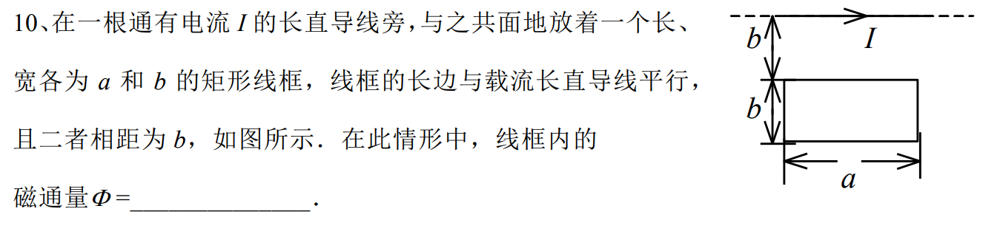 10、在一根通有电流 I 的长直导线旁,与之共面地放着一个长、
宽各为 a 和 b 的矩形线框，线框的长边与载流长直导线平行，
且二者相距为 b，如图所示．在此情形中，线框内的
磁通量Φ=______________．
b
I
b
a